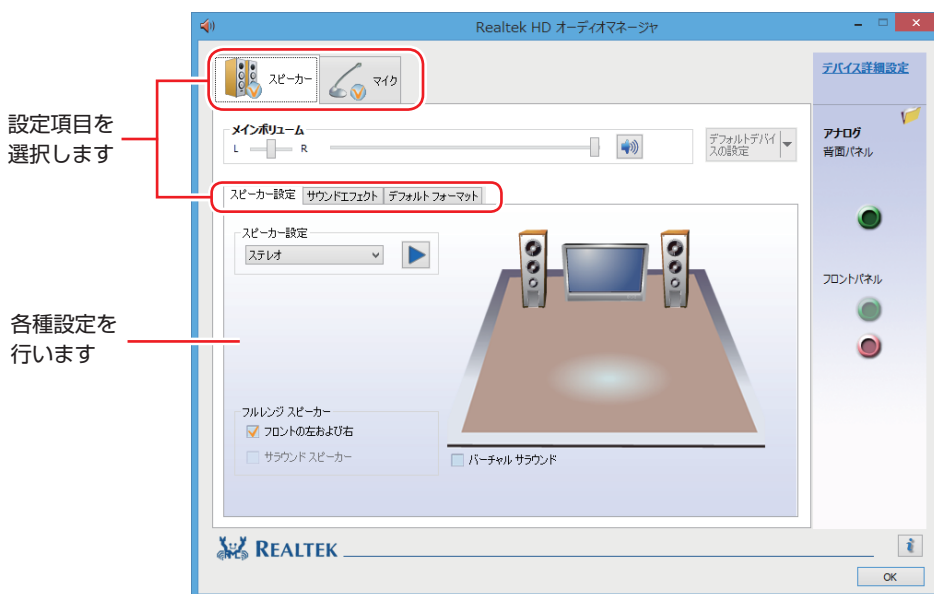 Realtek HD オーディオマネージャ
スピーカー
マイク
デバイス詳細設定
設定項目を
選択します
メインボリューム
L
R
デフォルトデバイ
スの設定
アナログ
背面パネル
スピーカー設定
サウンドエフェクト
デフォルト フォーマット
スピーカー設定
ステレオ
フロントパネル
各種設定を
行います
フルレンジ スピーカー
フロントの左および右
サラウンド スピーカー
バーチャル サラウンド
REALTEK
i
OK